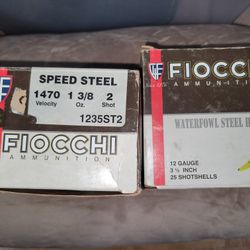 SPEED STEEL
1470 1 3/8 2
Velocity Oz. Shot
1235ST2
FIOCCHI
AMMUNITION
FIOCCHI
AMMUNITION
WATERFOWL STEEL
12 GAUGE
3 ½ INCH
25 SHOTSHELLS